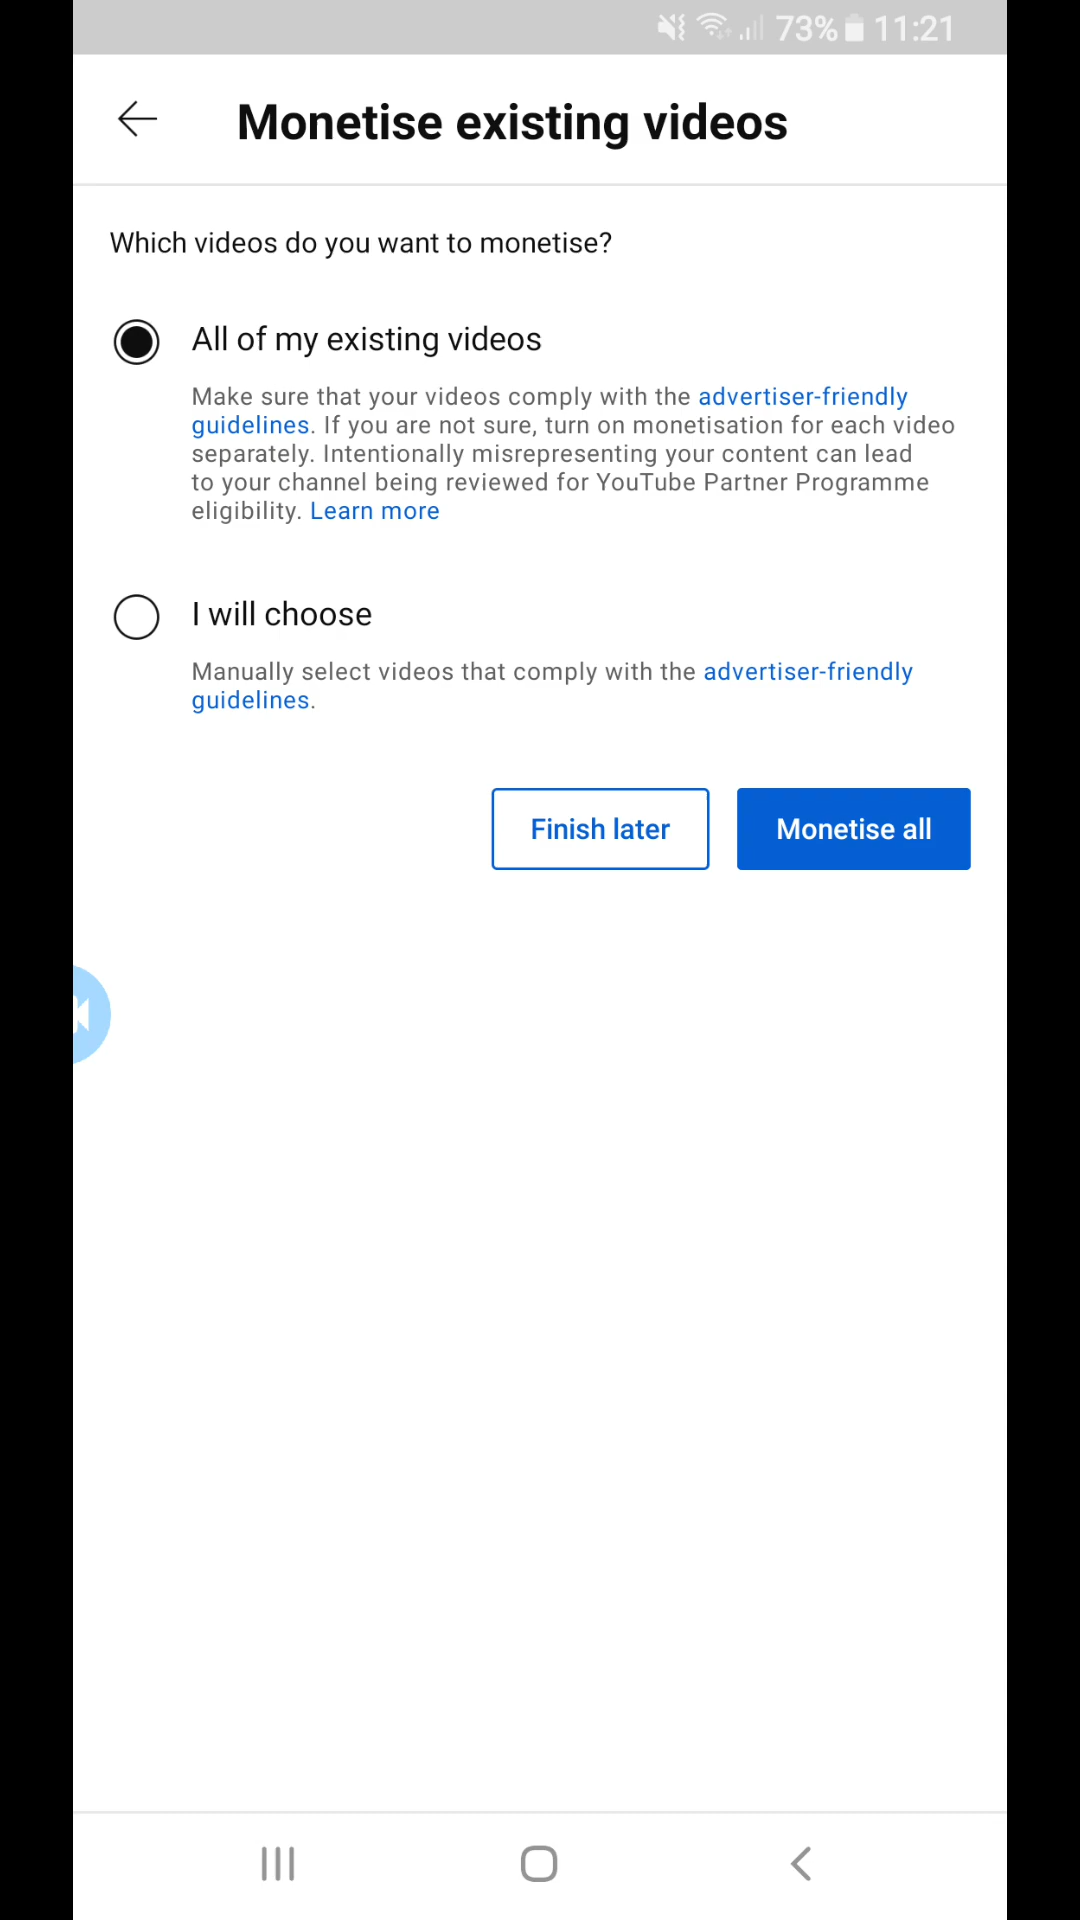 73% 11:21
Monetise existing videos
Which videos do you want to monetise?
All of my existing videos
Make sure that your videos comply with the advertiser-friendly
guidelines. If you are not sure, turn on monetisation for each video
separately. Intentionally misrepresenting your content can lead
to your channel being reviewed for YouTube Partner Programme
eligibility. Learn more
I will choose
Manually select videos that comply with the advertiser-friendly
guidelines.
Finish later Monetise all